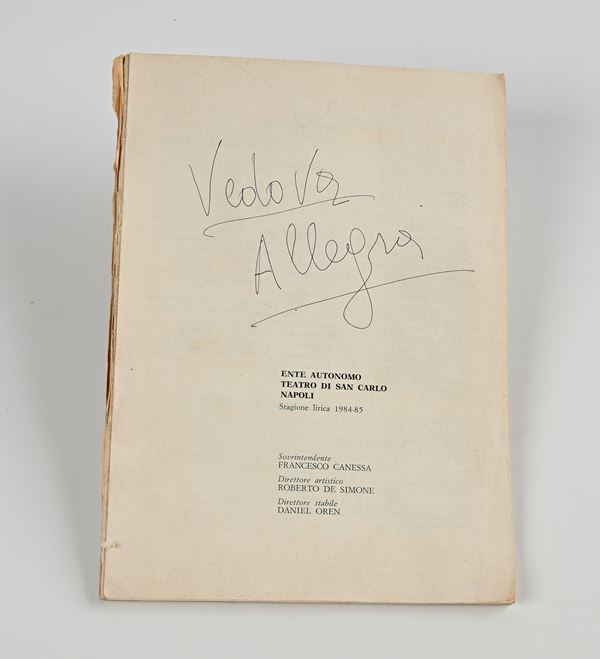 Vedova
Allegra
ENTE AUTONOMO
TEATRO DI SAN CARLO
NAPOLI
Stagione lirica 1984-85
Sovrintendente
FRANCESCO CANESSA
Direttore artistico
ROBERTO DE SIMONE
Direttore stabile
DANIEL OREN